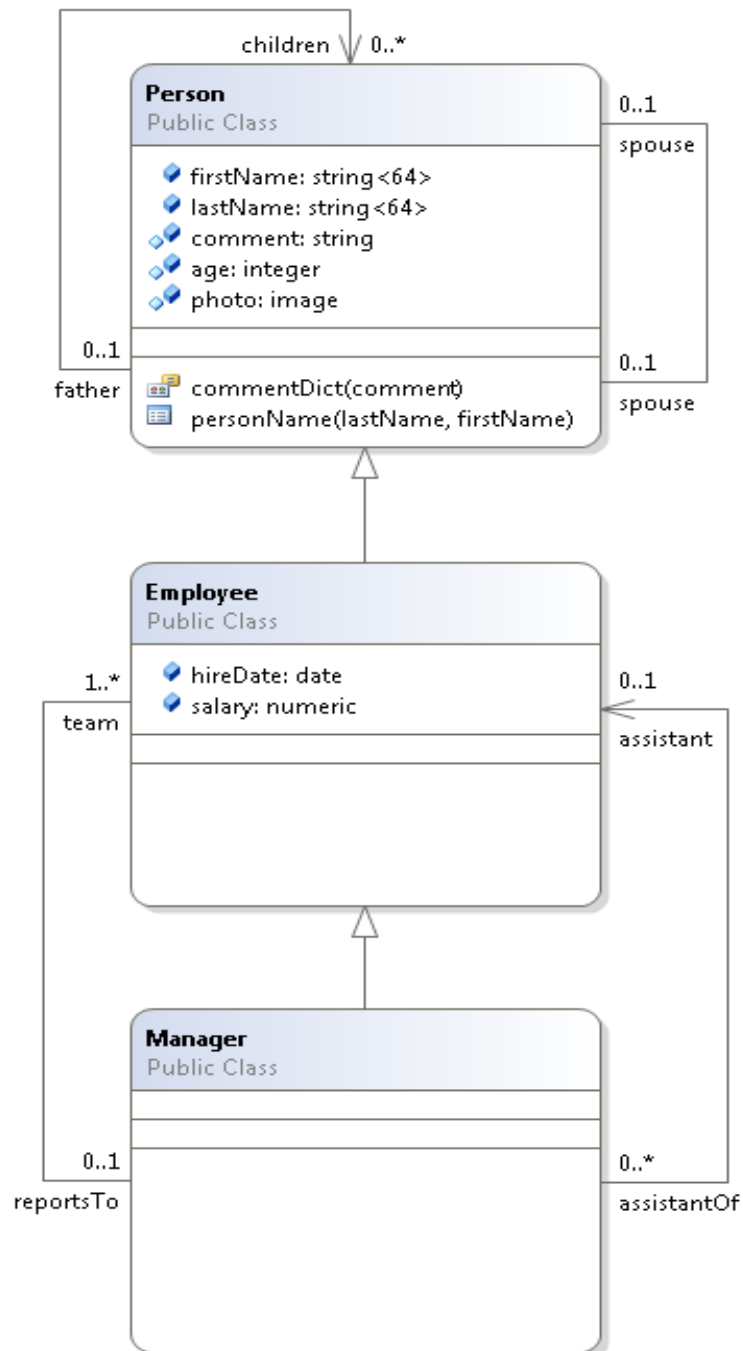 children 0..*
Person
Public Class
0..1
spouse
firstName: string<64>
lastName: string<64>
comment: string
age: integer
photo: image
0..1
father
0..1
spouse
commentDict(comment)
personName(lastName, firstName)
Employee
Public Class
1..*
team
hireDate: date
salary: numeric
0..1
assistant
Manager
Public Class
0..1
reportsTo
0..*
assistantOf